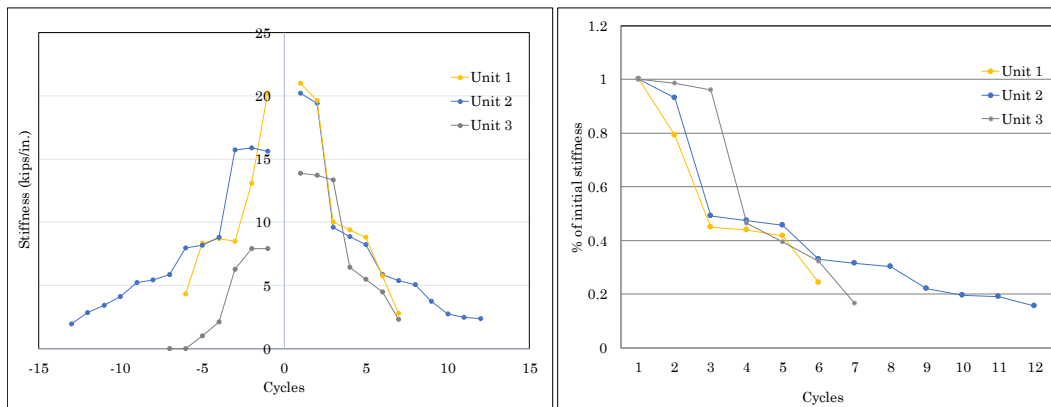 25
20
15
10
5
0
-15
-10
-5
0
5
10
15
Stiffness (kips/in.)
Cycles
Unit 1
Unit 2
Unit 3
1.2
1
0.8
0.6
0.4
0.2
0
1 2 3 4 5 6 7 8 9 10 11 12
% of initial stiffness
Cycles
Unit 1
Unit 2
Unit 3